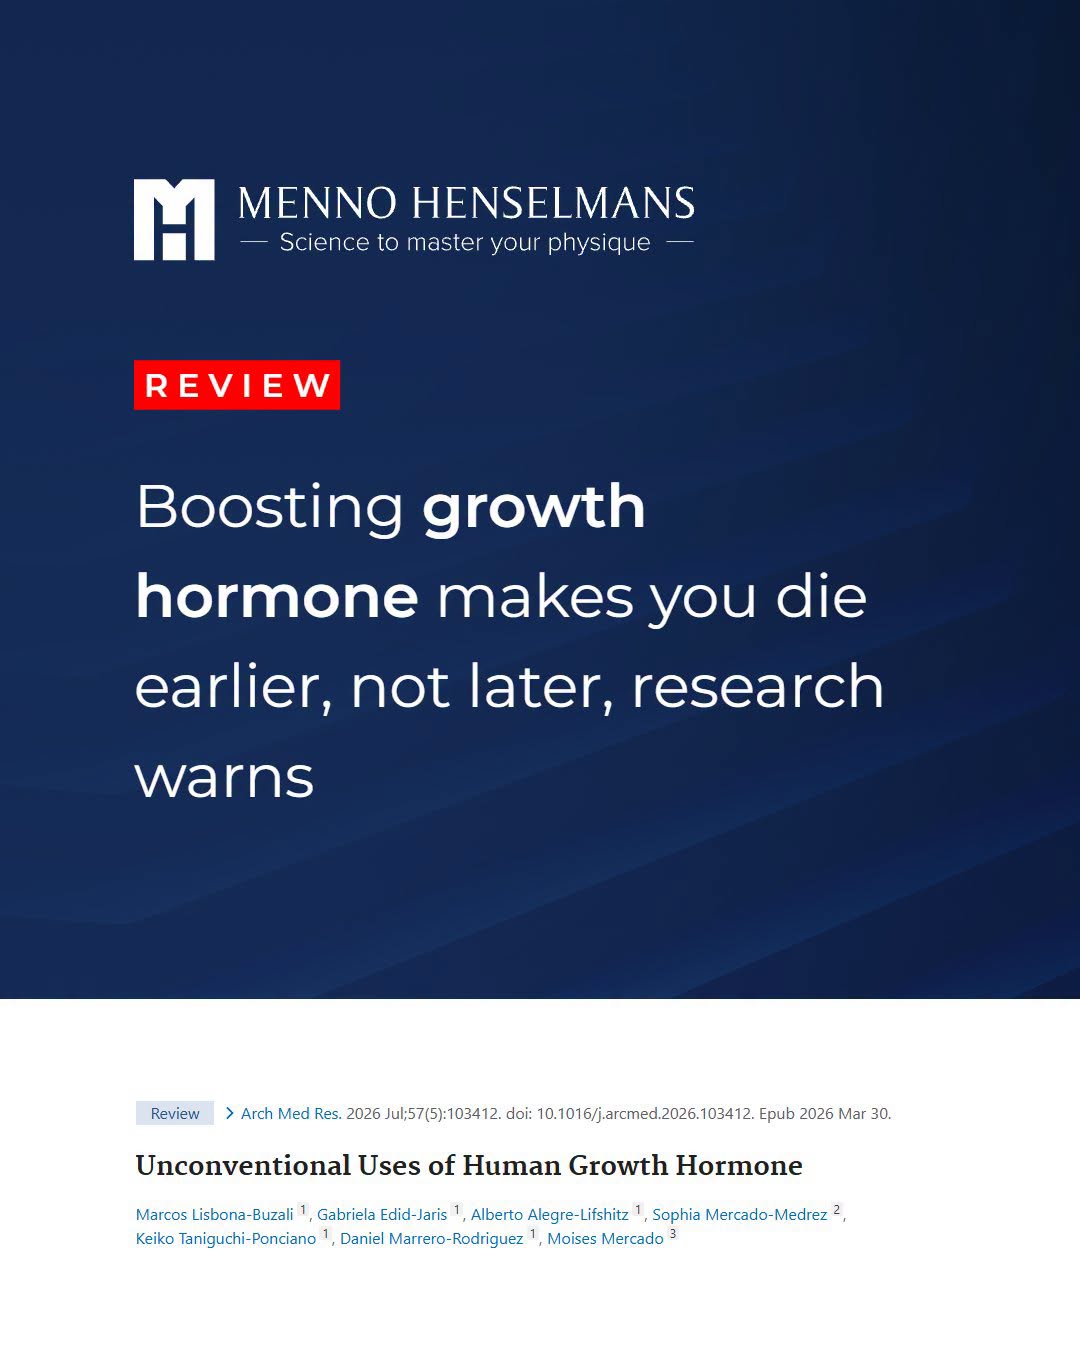 MENNO HENSELMANS
Science to master your physique
REVIEW
Boosting growth
hormone makes you die
earlier, not later, research
warns
Review > Arch Med Res. 2026 Jul;57(5):103412. doi: 10.1016/j.arcmed.2026.103412. Epub 2026 Mar 30.
Unconventional Uses of Human Growth Hormone
Marcos Lisbona-Buzali 1, Gabriela Edid-Jaris 1, Alberto Alegre-Lifshitz 1, Sophia Mercado-Medrez 2,
Keiko Taniguchi-Ponciano 1, Daniel Marrero-Rodriguez 1, Moises Mercado 3